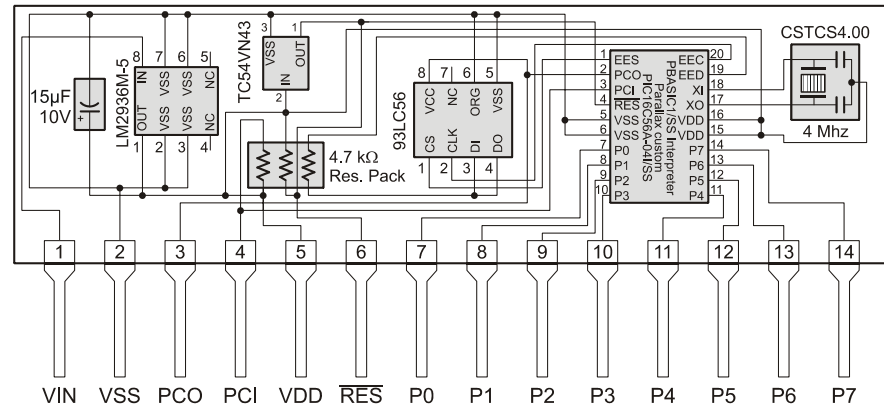 15µF
10V
+
LM2936M-5
8 7 6 5
IN VSS VSS NC
OUT VSS VSS NC
1 2 3 4
TC54VN43
3 1
VSS OUT
IN
2
4.7 kΩ
Res. Pack
93LC56
8 7 6 5
VCC NC ORG VSS
CS CLK DI DO
1 2 3 4
PBASIC1/SS Interpreter
Parallax custom
PIC16C56A-04I/SS
1 EES EEC 20
2 PCO EED 19
3 PCI XI 18
4 RES XO 17
5 VSS VDD 16
6 VSS VDD 15
7 P0 P7 14
8 P1 P6 13
9 P2 P5 12
10 P3 P4 11
CSTCS4.00
4 Mhz
1 2 3 4 5 6 7 8 9 10 11 12 13 14
VIN VSS PCO PCI VDD RES P0 P1 P2 P3 P4 P5 P6 P7